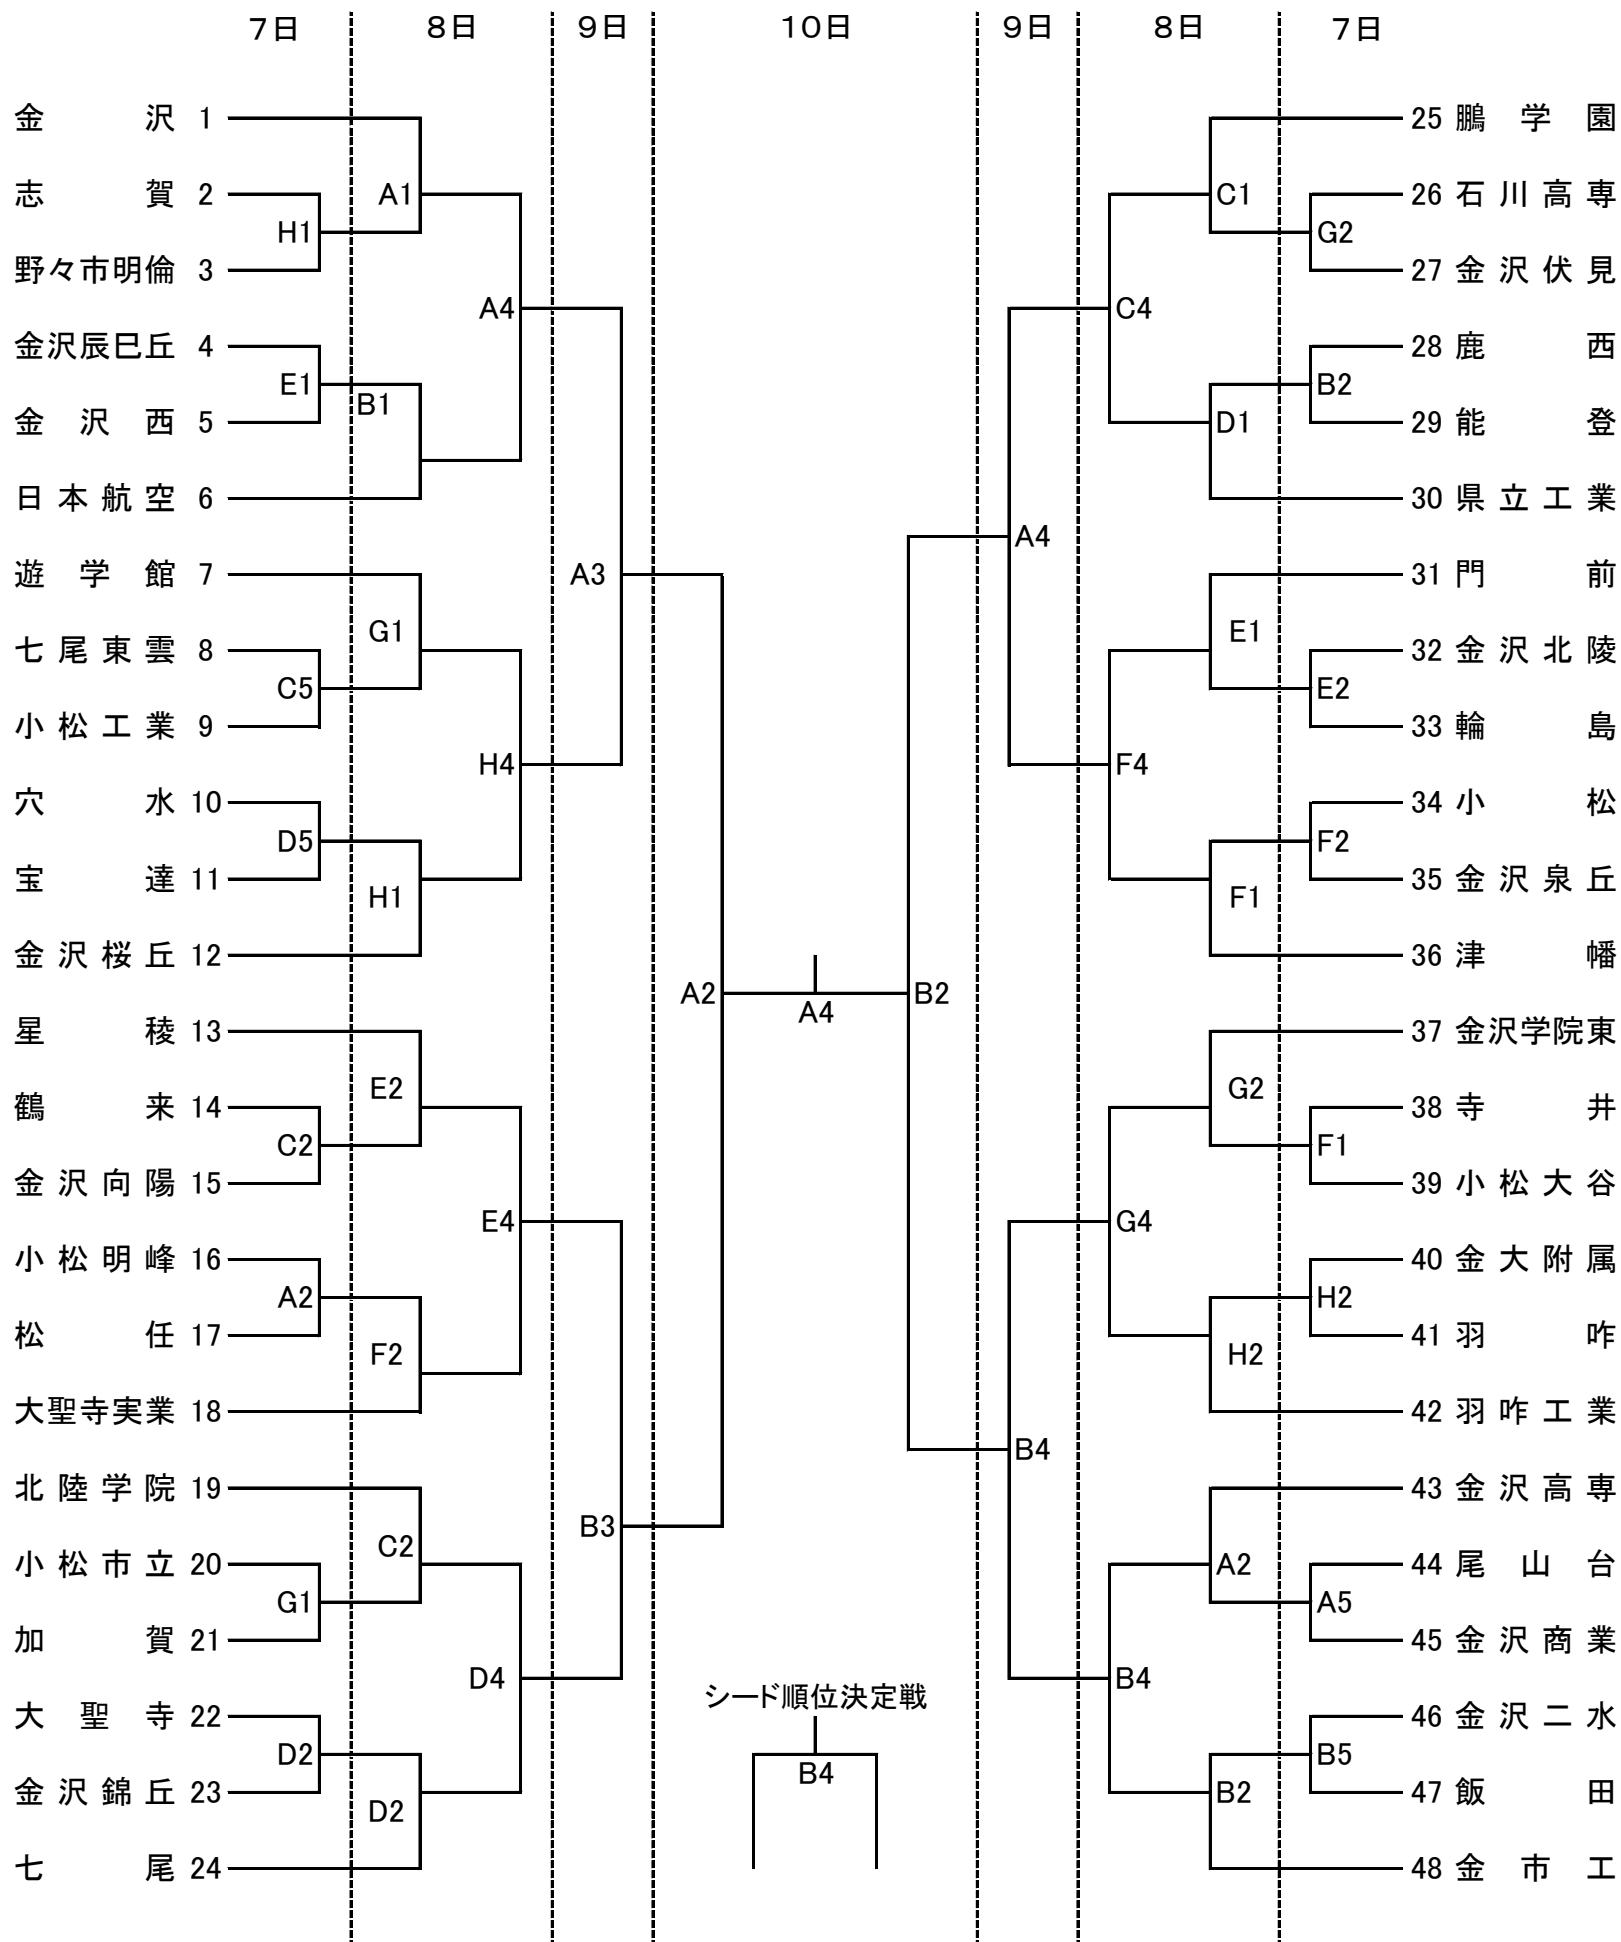 7日 8日 9日 10日 9日 8日 7日
金沢 1 25 鵬学園
志賀 2 A1 C1 26 石川高専
H1 G2
野々市明倫 3 27 金沢伏見
A4 C4
金沢辰巳丘 4 28 鹿西
E1 B1 B2
金沢西 5 D1 29 能登
日本航空 6 30 県立工業
A4
遊学館 7 A3 31 門前
G1 E1
七尾東雲 8 32 金沢北陵
C5 E2
小松工業 9 33 輪島
H4 F4
穴水 10 34 小松
D5 F2
宝達 11 35 金沢泉丘
H1 F1
金沢桜丘 12 36 津幡
A2 A4 B2
星稜 13 37 金沢学院東
E2 G2
鶴来 14 38 寺井
C2 F1
金沢向陽 15 39 小松大谷
E4 G4
小松明峰 16 40 金大附属
A2 H2
松任 17 41 羽咋
F2 H2
大聖寺実業 18 42 羽咋工業
B4
北陸学院 19 43 金沢高専
B3
C2
小松市立 20 A2 44 尾山台
G1 A5
加賀 21 45 金沢商業
D4 B4
シード順位決定戦
大聖寺 22 46 金沢二水
D2 B5
B4
金沢錦丘 23 B2 47 飯田
D2
七尾 24 48 金市工